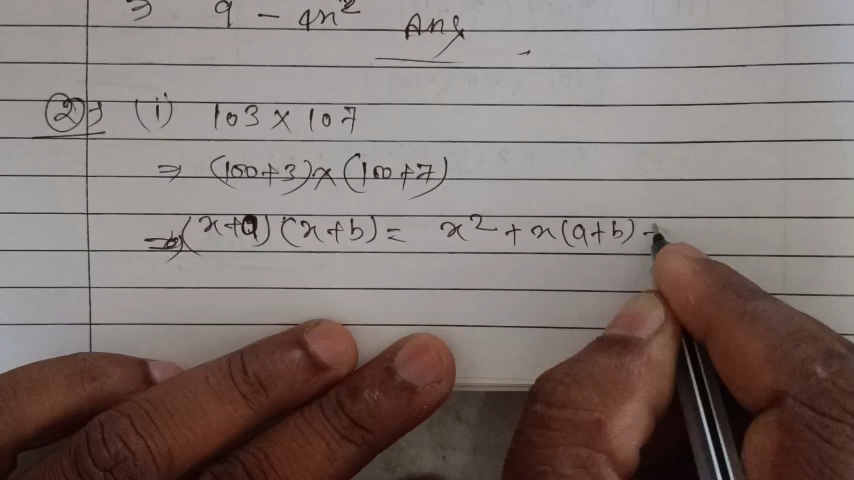 ⇒ 9 - 4x² Ans
② ⇒ (i) 103 × 107
⇒ (100+3)×(100+7)
⇒ (x+a)(x+b) = x² + x(a+b) -